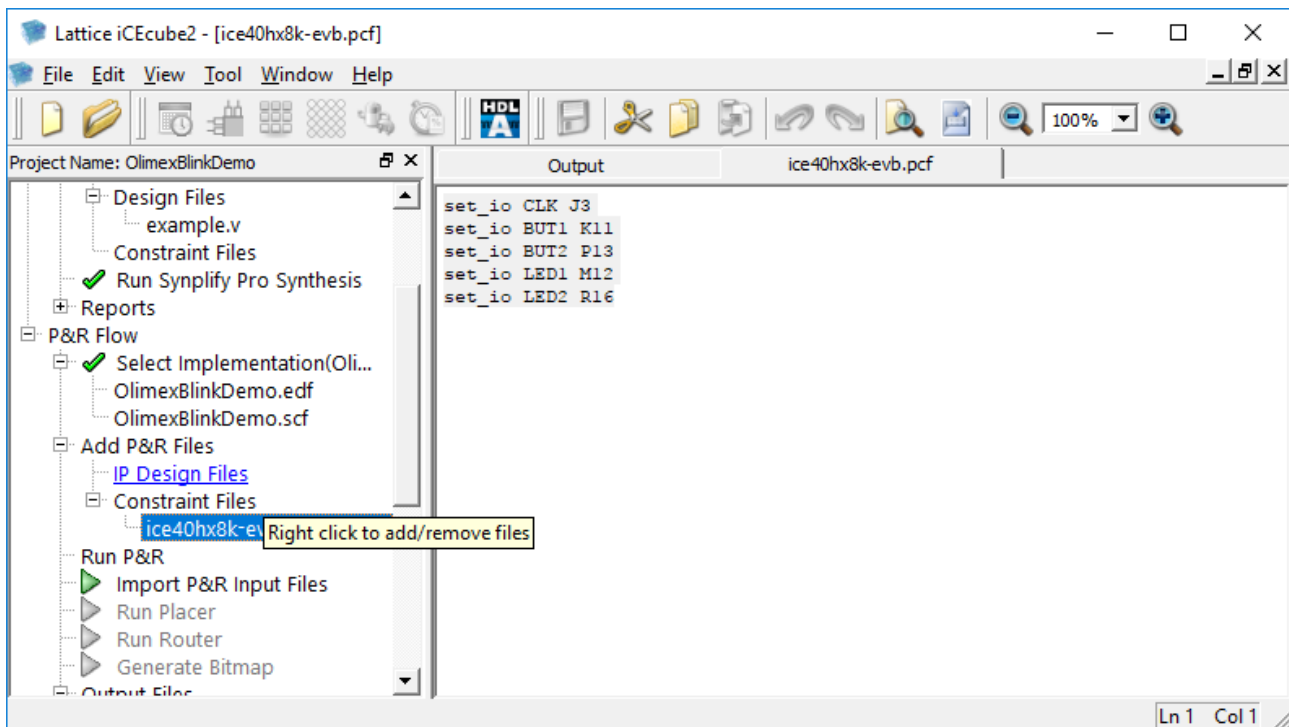 Lattice iCEcube2 - [ice40hx8k-evb.pcf]
File Edit View Tool Window Help
HDL
A
100%
Project Name: OlimexBlinkDemo
Output
ice40hx8k-evb.pcf
Design Files
example.v
Constraint Files
Run Synplify Pro Synthesis
Reports
P&R Flow
Select Implementation(Oli...
OlimexBlinkDemo.edf
OlimexBlinkDemo.scf
Add P&R Files
IP Design Files
Constraint Files
ice40hx8k-ev
Right click to add/remove files
Run P&R
Import P&R Input Files
Run Placer
Run Router
Generate Bitmap
Output Files
set_io CLK J3
set_io BUT1 K11
set_io BUT2 P13
set_io LED1 M12
set_io LED2 R16
Ln 1 Col 1